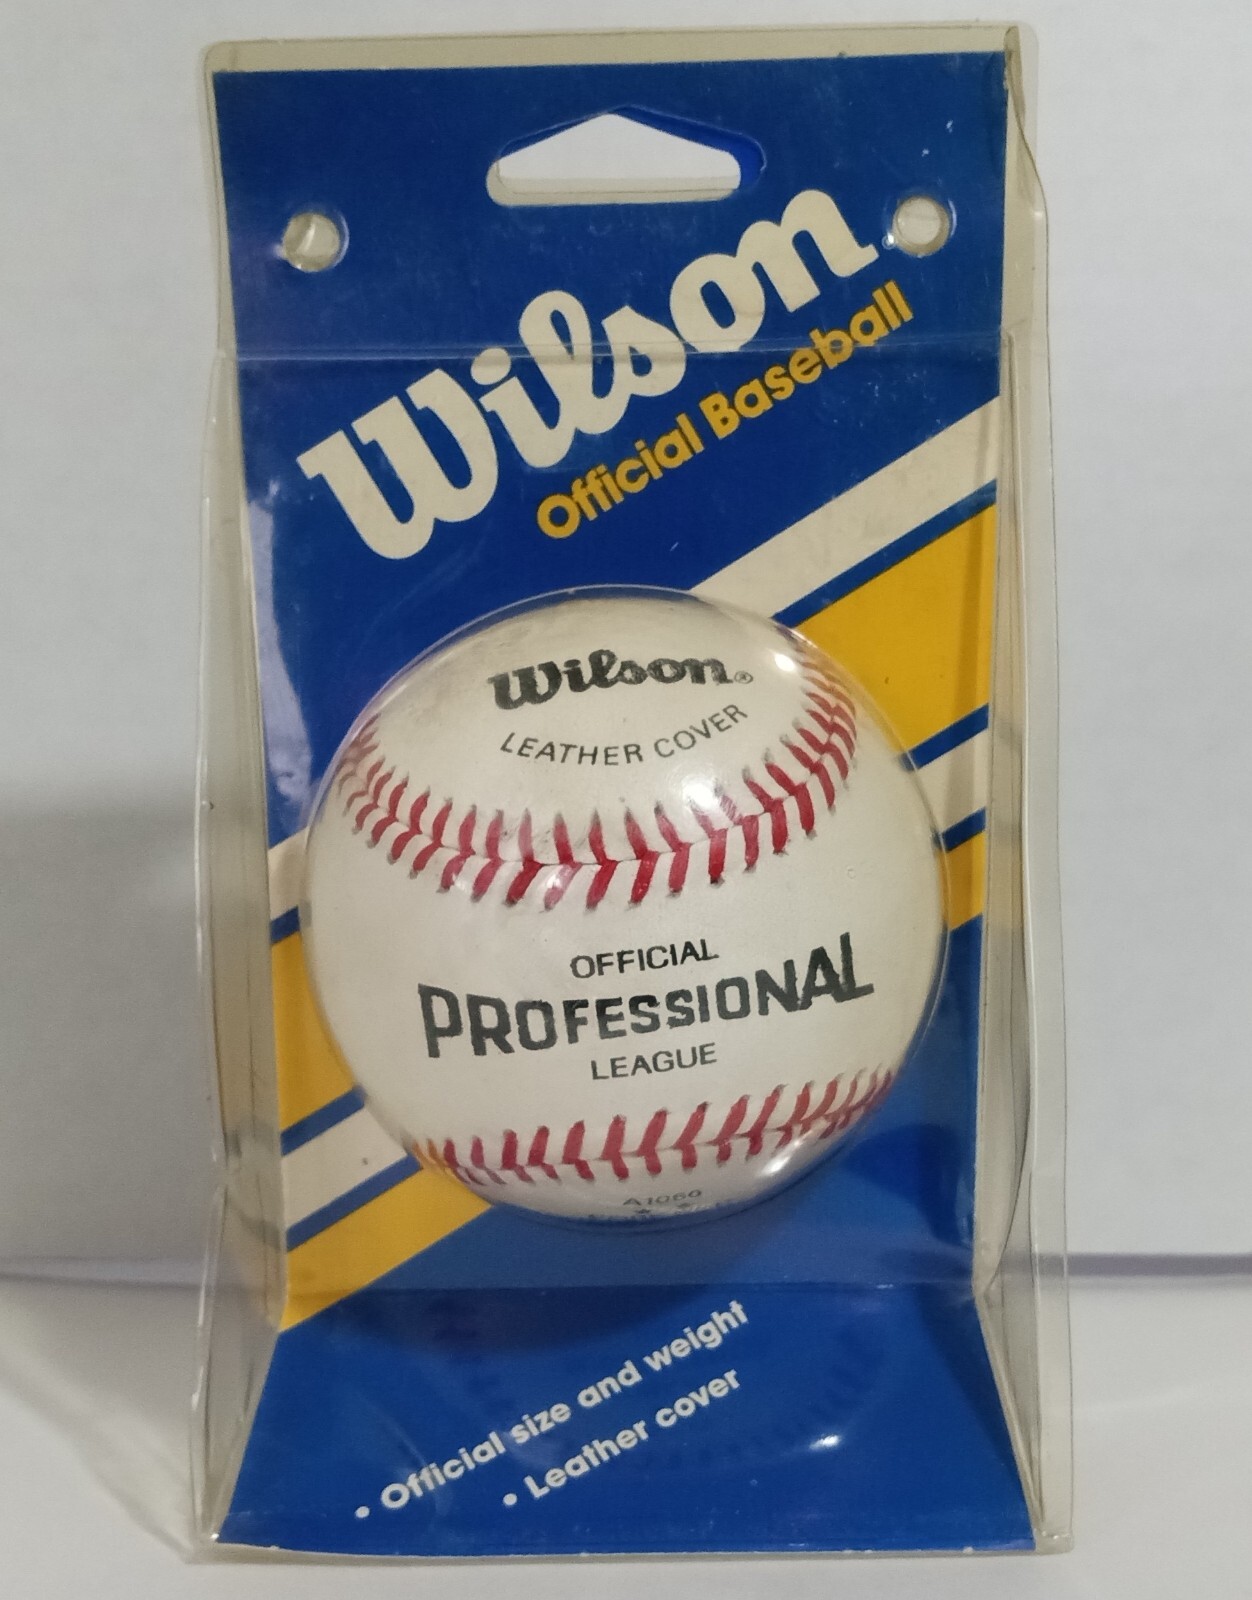 Wilson®
Official Baseball
Wilson®
LEATHER COVER
OFFICIAL
PROFESSIONAL
LEAGUE
• Official size and weight
• Leather cover